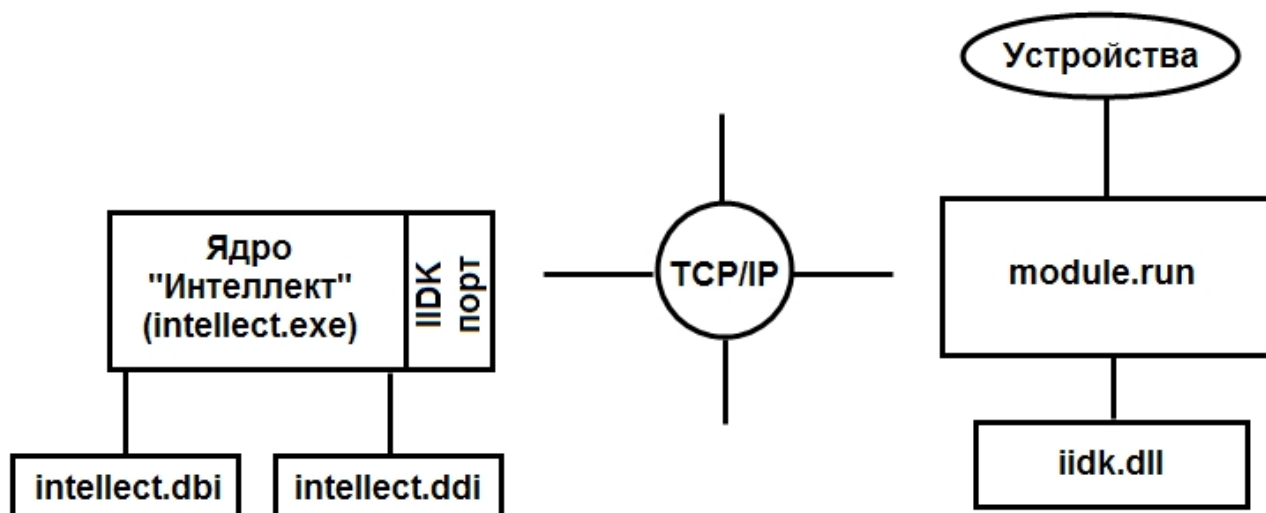 Устройства
Ядро
"Интеллект"
(intellect.exe)
IIDK
порт
TCP/IP
module.run
intellect.dbi
intellect.ddi
iidk.dll